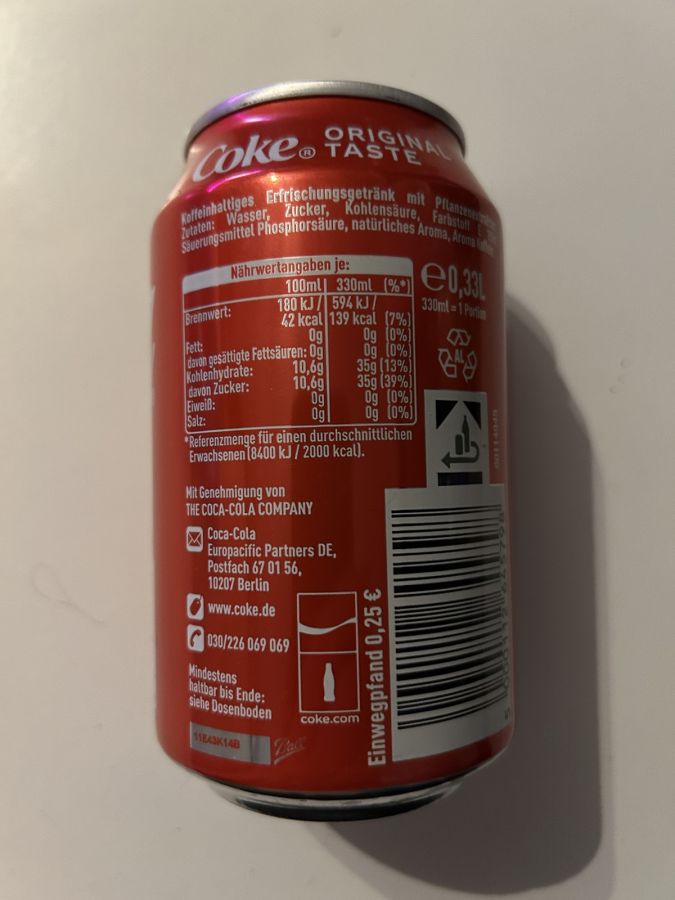 Coke® ORIGINAL TASTE
Koffeinhaltiges Erfrischungsgetränk mit
Zutaten: Wasser, Zucker, Kohlensäure, Farbstoff E
Säuerungsmittel Phosphorsäure, natürliches Aroma, Aroma
Nährwertangaben je:
100ml 330ml (%*)
Brennwert: 180 kJ / 594 kJ /
42 kcal 139 kcal (7%)
Fett: 0g 0g (0%)
davon gesättigte Fettsäuren: 0g 0g (0%)
Kohlenhydrate: 10,6g 35g (13%)
davon Zucker: 10,6g 35g (39%)
Eiweiß: 0g 0g (0%)
Salz: 0g 0g (0%)
*Referenzmenge für einen durchschnittlichen
Erwachsenen (8400 kJ / 2000 kcal).
℮0,33L
330ml = 1 Portion
AL
Mit Genehmigung von
THE COCA-COLA COMPANY
Coca-Cola
Europacific Partners DE,
Postfach 67 01 56,
10207 Berlin
www.coke.de
030/226 069 069
Mindestens
haltbar bis Ende:
siehe Dosenboden
coke.com
Einwegpfand 0,25 €
11E43K14B
Ball